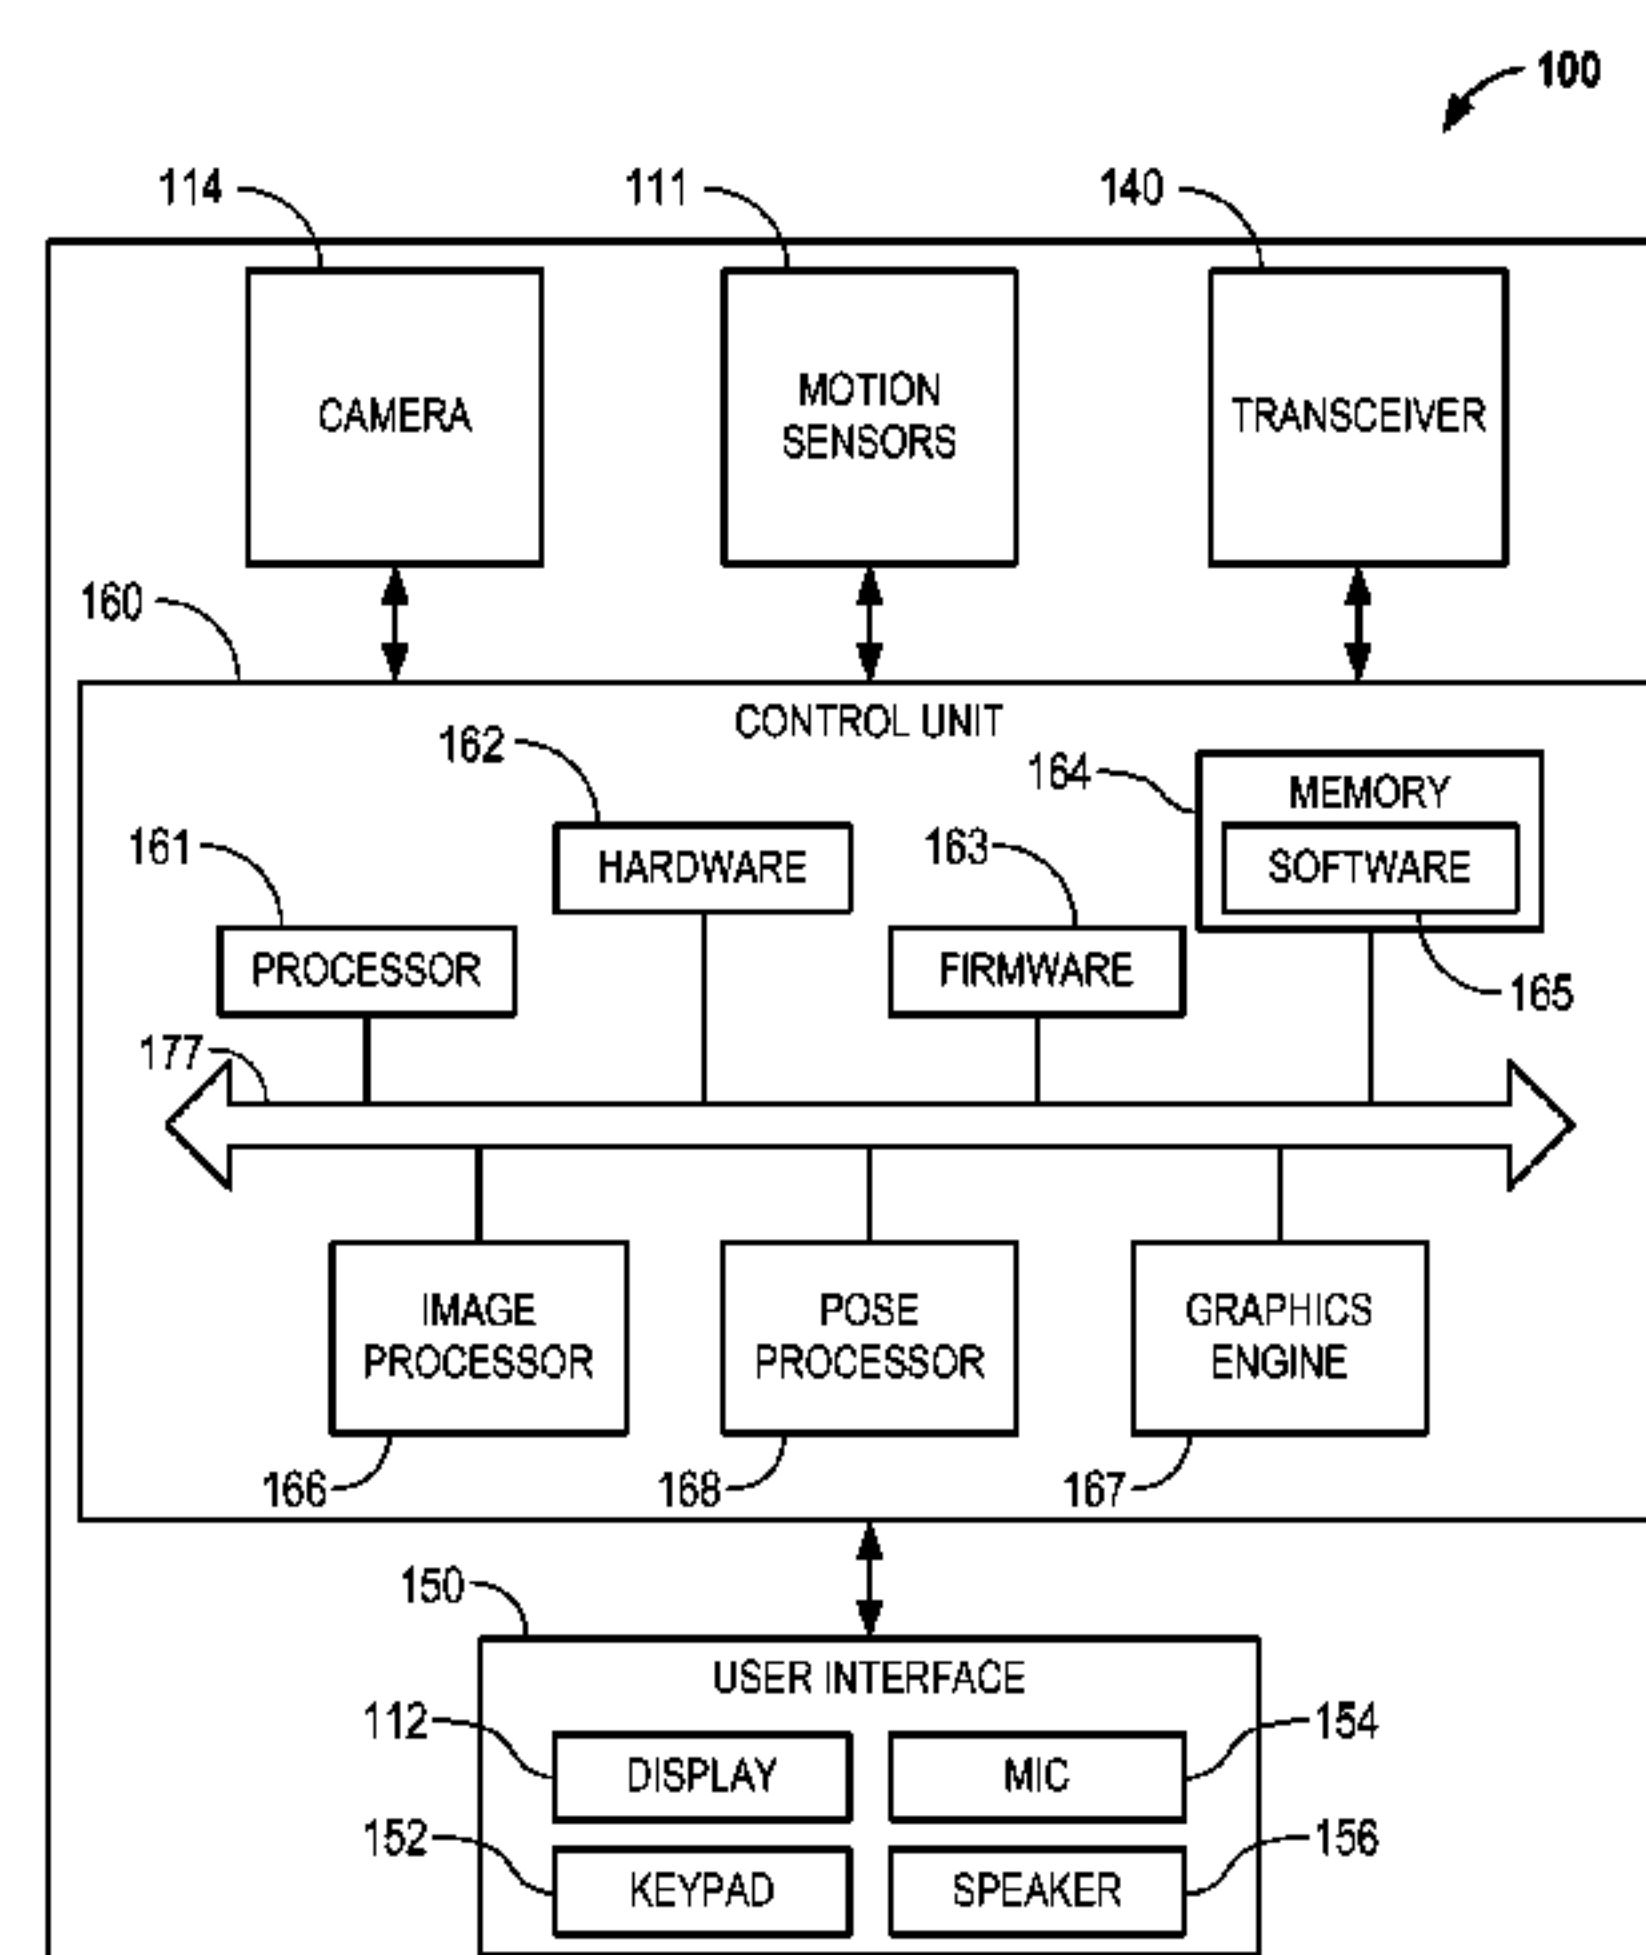 100
114
111
140
CAMERA
MOTION
SENSORS
TRANSCEIVER
160
CONTROL UNIT
162
164
MEMORY
161
HARDWARE
163
SOFTWARE
PROCESSOR
FIRMWARE
165
177
IMAGE
PROCESSOR
POSE
PROCESSOR
GRAPHICS
ENGINE
166
168
167
150
USER INTERFACE
112
DISPLAY
MIC
154
152
KEYPAD
SPEAKER
156